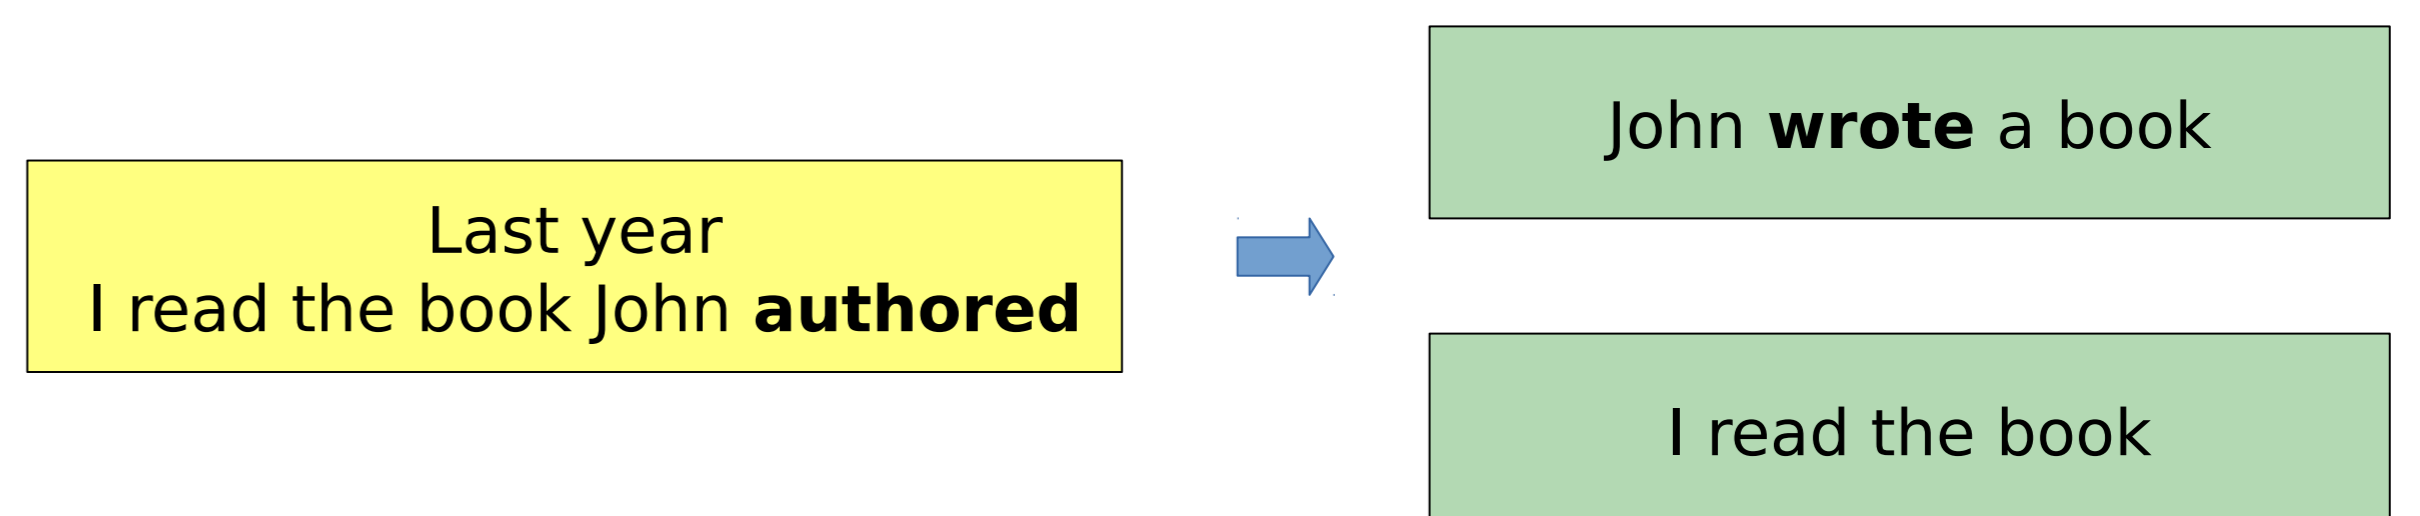 Last year
I read the book John authored
John wrote a book
I read the book